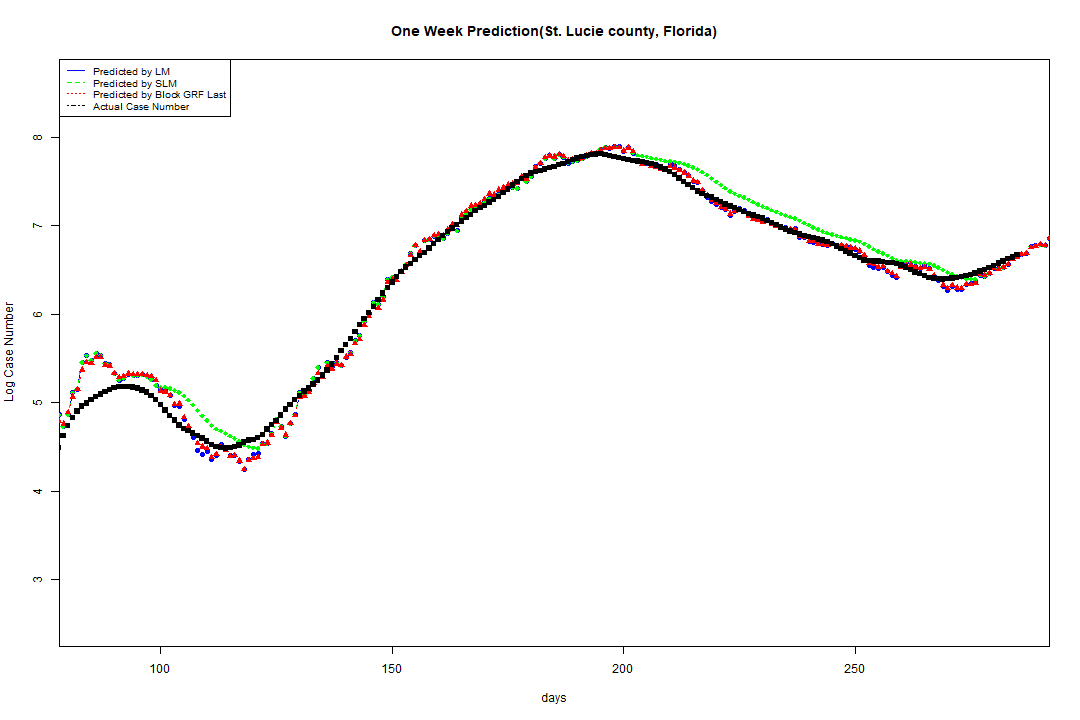 One Week Prediction(St. Lucie county, Florida)
Predicted by LM
Predicted by SLM
Predicted by Block GRF Last
Actual Case Number
8
7
6
5
4
3
Log Case Number
100 150 200 250
days